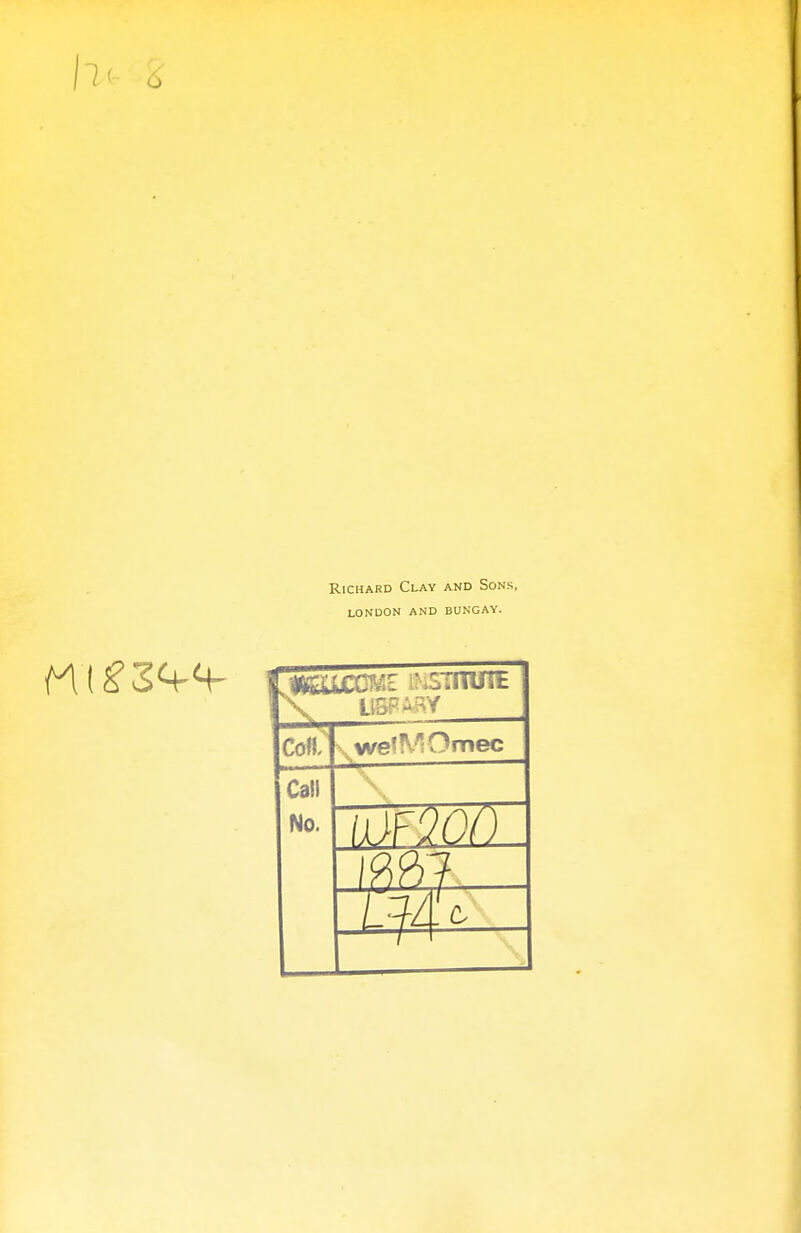 RICHARD CLAY AND SONS,
LONDON AND BUNGAY.
M18344
WELLCOME INSTITUTE
LIBRARY
Coll. welMOmec
Call
No. WF200
1887
L74c